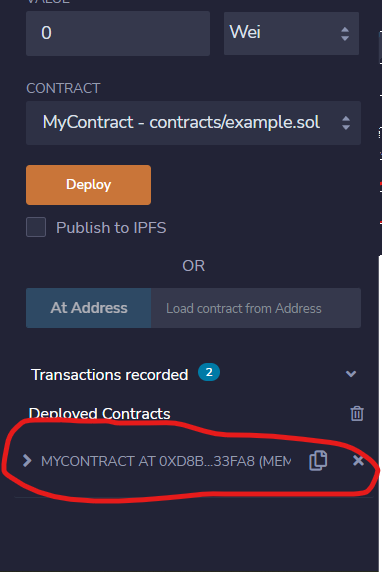 VALUE
0 Wei
CONTRACT
MyContract - contracts/example.sol
Deploy
Publish to IPFS
OR
At Address Load contract from Address
Transactions recorded 2
Deployed Contracts
MYCONTRACT AT 0XD8B...33FA8 (MEM